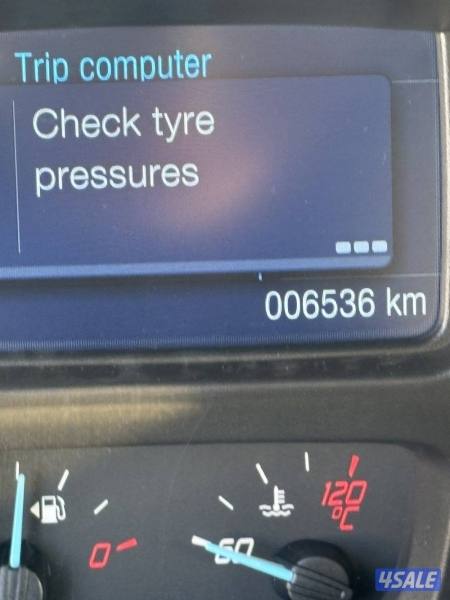 Trip computer
Check tyre
pressures
006536 km
120
°C
0
60
4SALE